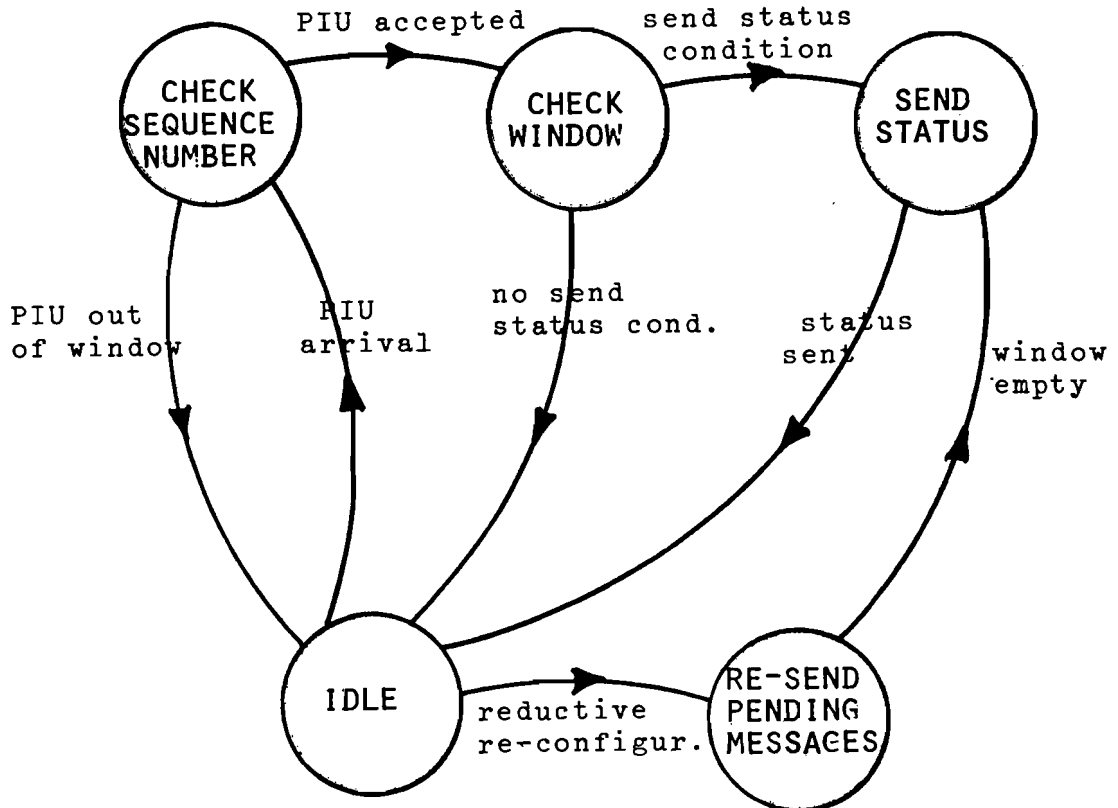 PIU accepted
send status
condition
CHECK
SEQUENCE
NUMBER
CHECK
WINDOW
SEND
STATUS
PIU out
of window
PIU
arrival
no send
status cond.
status
sent
window
empty
IDLE
reductive
re-configur.
RE-SEND
PENDING
MESSAGES